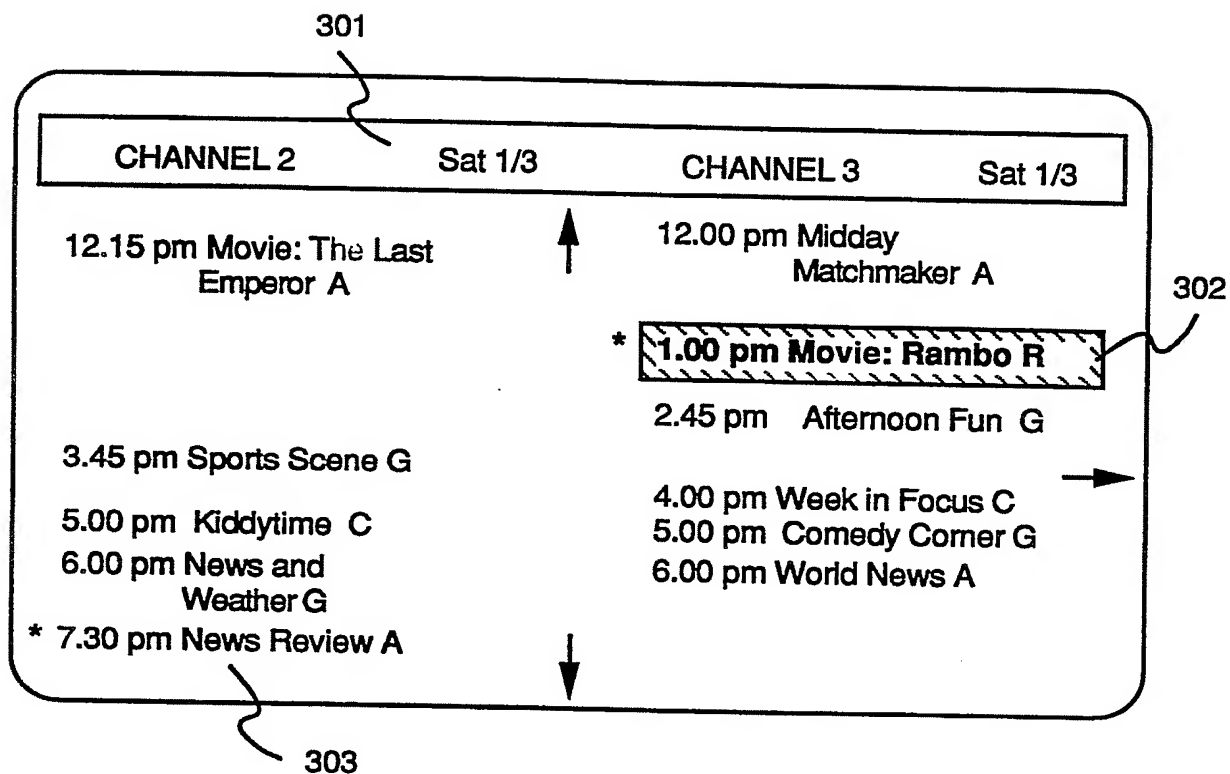 301
CHANNEL 2 Sat 1/3 CHANNEL 3 Sat 1/3
12.15 pm Movie: The Last
Emperor A
3.45 pm Sports Scene G
5.00 pm Kiddytime C
6.00 pm News and
Weather G
* 7.30 pm News Review A
12.00 pm Midday
Matchmaker A
* 1.00 pm Movie: Rambo R
2.45 pm Afternoon Fun G
4.00 pm Week in Focus C
5.00 pm Comedy Corner G
6.00 pm World News A
302
303